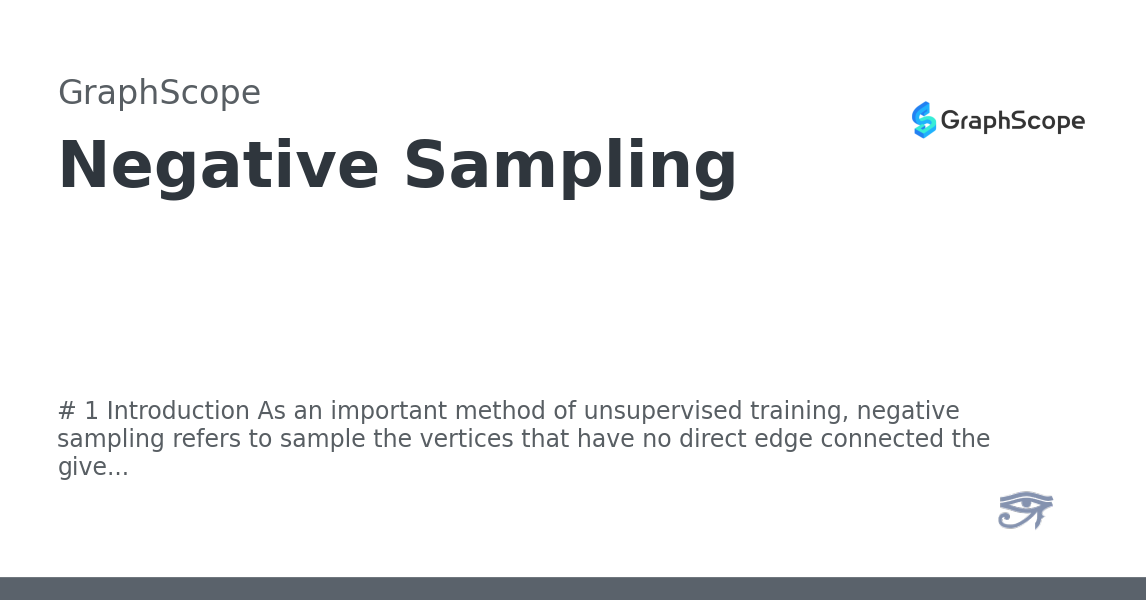 GraphScope
GraphScope
Negative Sampling
# 1 Introduction As an important method of unsupervised training, negative
sampling refers to sample the vertices that have no direct edge connected the
give...